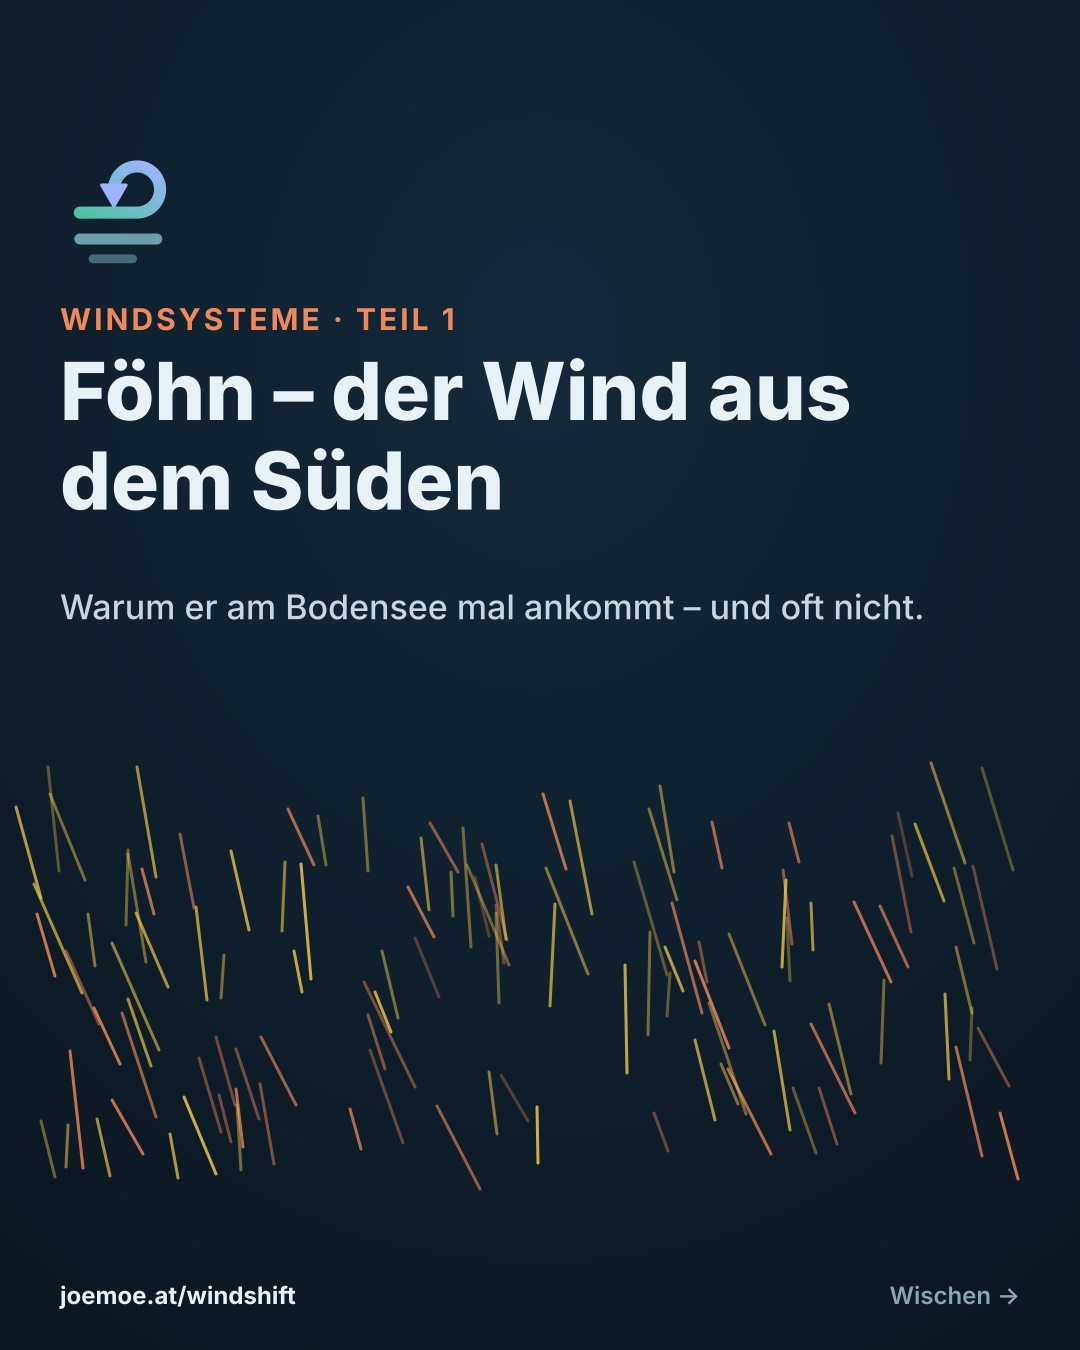 WINDSYSTEME · TEIL 1
Föhn – der Wind aus
dem Süden
Warum er am Bodensee mal ankommt – und oft nicht.
joemoe.at/windshift
Wischen →